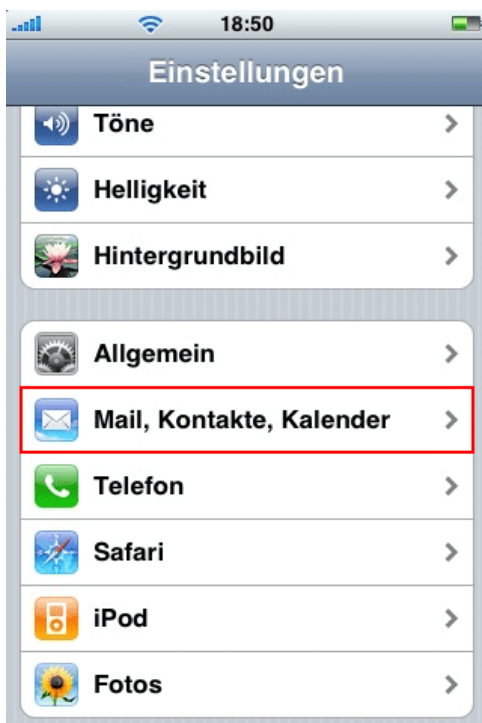 18:50
Einstellungen
Töne
Helligkeit
Hintergrundbild
Allgemein
Mail, Kontakte, Kalender
Telefon
Safari
iPod
Fotos